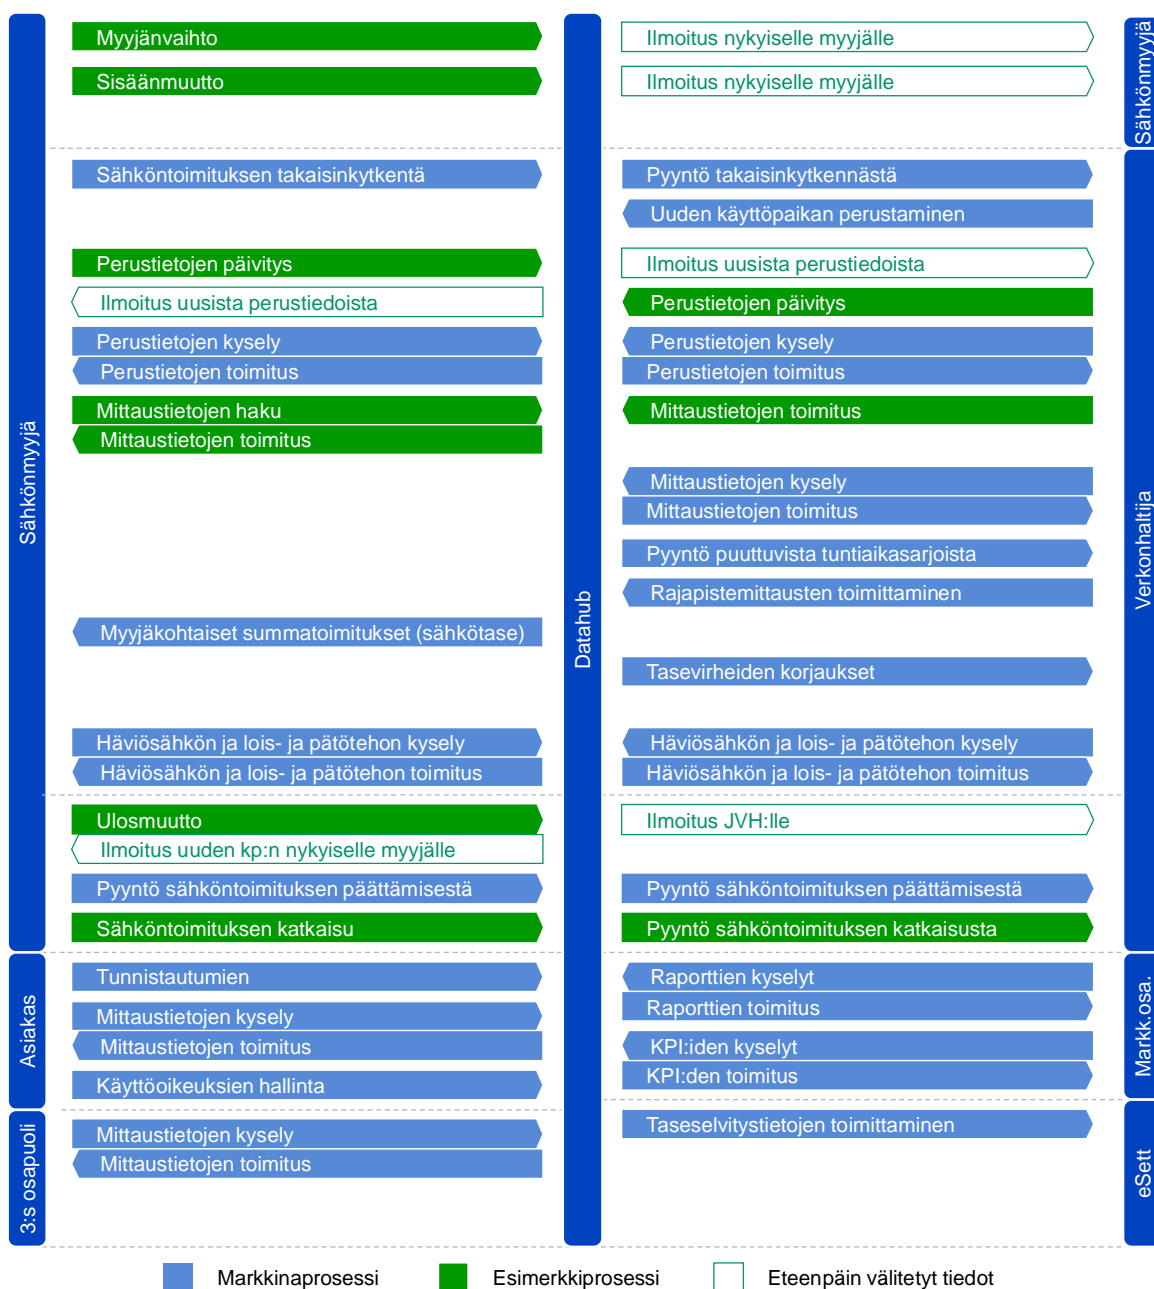 Sähkönmyyjä
Myyjänvaihto
Ilmoitus nykyiselle myyjälle
Sisäänmuutto
Ilmoitus nykyiselle myyjälle
Sähkönmyyjä
Sähköntoimituksen takaisinkytkentä
Pyyntö takaisinkytkennästä
Uuden käyttöpaikan perustaminen
Perustietojen päivitys
Ilmoitus uusista perustiedoista
Ilmoitus uusista perustiedoista
Perustietojen päivitys
Perustietojen kysely
Perustietojen kysely
Perustietojen toimitus
Perustietojen toimitus
Mittaustietojen haku
Mittaustietojen toimitus
Mittaustietojen toimitus
Mittaustietojen kysely
Mittaustietojen toimitus
Pyyntö puuttuvista tuntiaikasarjoista
Rajapistemittausten toimittaminen
Datahub
Verkonhaltija
Myyjäkohtaiset summatoimitukset (sähkötase)
Tasevirheiden korjaukset
Häviösähkön ja lois- ja pätötehon kysely
Häviösähkön ja lois- ja pätötehon kysely
Häviösähkön ja lois- ja pätötehon toimitus
Häviösähkön ja lois- ja pätötehon toimitus
Ulosmuutto
Ilmoitus JVH:lle
Ilmoitus uuden kp:n nykyiselle myyjälle
Pyyntö sähköntoimituksen päättämisestä
Pyyntö sähköntoimituksen päättämisestä
Sähköntoimituksen katkaisu
Pyyntö sähköntoimituksen katkaisusta
Asiakas
Tunnistautumien
Raporttien kyselyt
Raporttien toimitus
Mittaustietojen kysely
Mittaustietojen toimitus
KPI:iden kyselyt
KPI:den toimitus
Käyttöoikeuksien hallinta
Markk.osa.
3:s osapuoli
Mittaustietojen kysely
Taseselvitystietojen toimittaminen
Mittaustietojen toimitus
eSett
Markkinaprosessi
Esimerkkiprosessi
Eteenpäin välitetyt tiedot